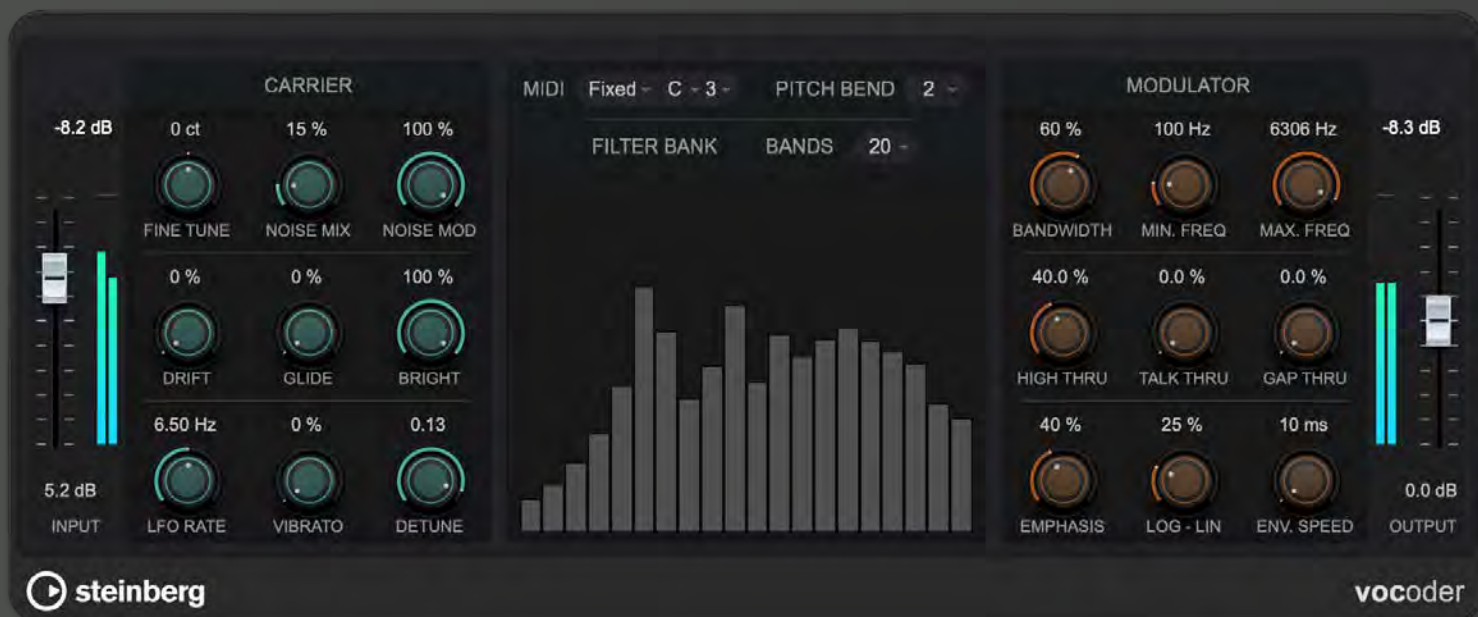 CARRIER
MIDI Fixed C - 3 PITCH BEND 2
MODULATOR
-8.2 dB
0 ct 15 % 100 %
FILTER BANK BANDS 20
60 % 100 Hz 6306 Hz
-8.3 dB
FINE TUNE NOISE MIX NOISE MOD
BANDWIDTH MIN. FREQ MAX. FREQ
0 % 0 % 100 %
40.0 % 0.0 % 0.0 %
DRIFT GLIDE BRIGHT
HIGH THRU TALK THRU GAP THRU
6.50 Hz 0 % 0.13
40 % 25 % 10 ms
5.2 dB
0.0 dB
INPUT
LFO RATE VIBRATO DETUNE
EMPHASIS LOG - LIN ENV. SPEED
OUTPUT
steinberg
vocoder